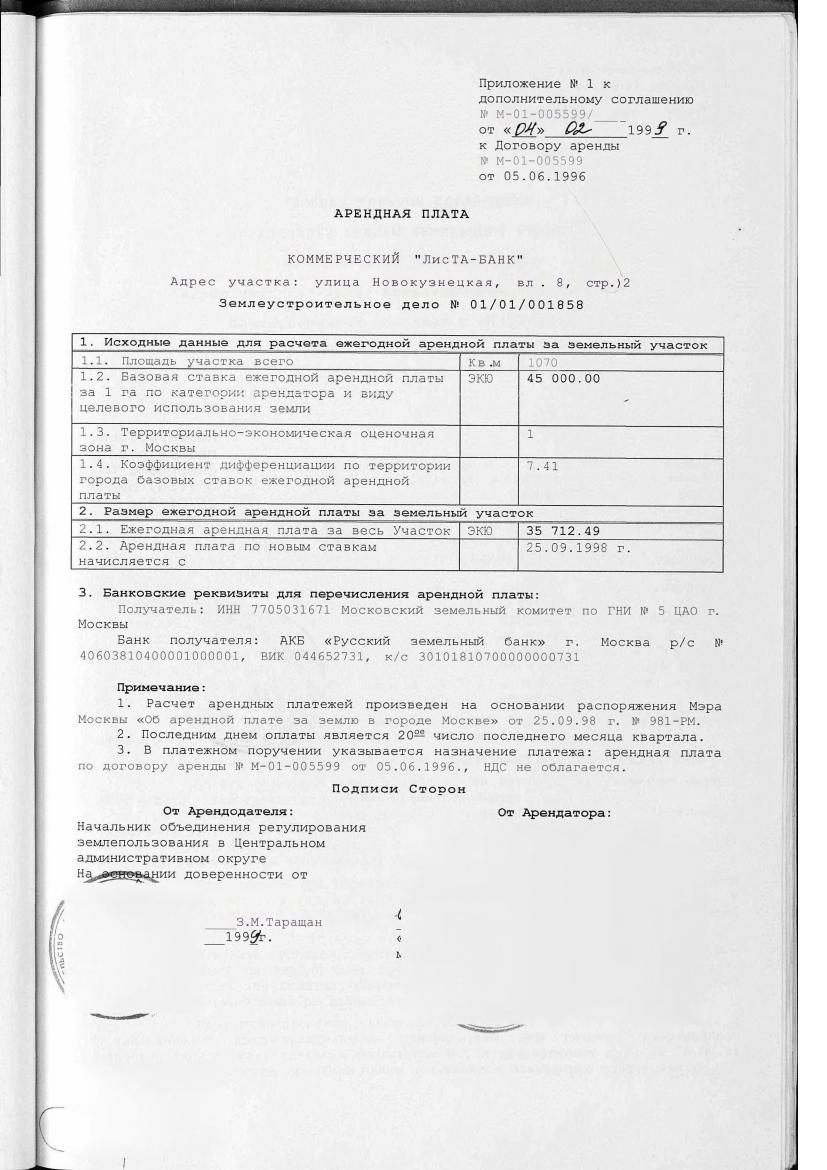 Приложение № 1 к
дополнительному соглашению
№ М-01-005599/____
от «04» 02 1999 г.
к Договору аренды
№ М-01-005599
от 05.06.1996
АРЕНДНАЯ ПЛАТА
КОММЕРЧЕСКИЙ "ЛисТА-БАНК"
Адрес участка: улица Новокузнецкая, вл . 8, стр.)2
Землеустроительное дело № 01/01/001858
1. Исходные данные для расчета ежегодной арендной платы за земельный участок
1.1. Площадь участка всего Кв.м 1070
1.2. Базовая ставка ежегодной арендной платы ЭКЮ 45 000.00
за 1 га по категории арендатора и виду
целевого использования земли
1.3. Территориально-экономическая оценочная 1
зона г. Москвы
1.4. Коэффициент дифференциации по территории 7.41
города базовых ставок ежегодной арендной
платы
2. Размер ежегодной арендной платы за земельный участок
2.1. Ежегодная арендная плата за весь Участок ЭКЮ 35 712.49
2.2. Арендная плата по новым ставкам 25.09.1998 г.
начисляется с
3. Банковские реквизиты для перечисления арендной платы:
Получатель: ИНН 7705031671 Московский земельный комитет по ГНИ № 5 ЦАО г.
Москвы
Банк получателя: АКБ «Русский земельный банк» г. Москва р/с №
40603810400001000001, ВИК 044652731, к/с 30101810700000000731
Примечание:
1. Расчет арендных платежей произведен на основании распоряжения Мэра
Москвы «Об арендной плате за землю в городе Москве» от 25.09.98 г. № 981-РМ.
2. Последним днем оплаты является 20ое число последнего месяца квартала.
3. В платежном поручении указывается назначение платежа: арендная плата
по договору аренды № М-01-005599 от 05.06.1996., НДС не облагается.
Подписи Сторон
От Арендодателя: От Арендатора:
Начальник объединения регулирования
землепользования в Центральном
административном округе
На основании доверенности от
____З.М.Таращан
__1999г.